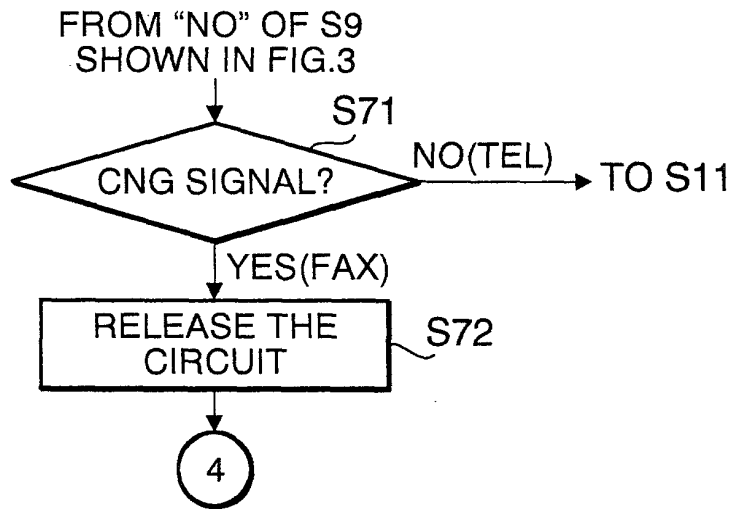 FROM “NO” OF S9
SHOWN IN FIG.3
S71
CNG SIGNAL?
NO(TEL)
TO S11
YES(FAX)
RELEASE THE
CIRCUIT
S72
4